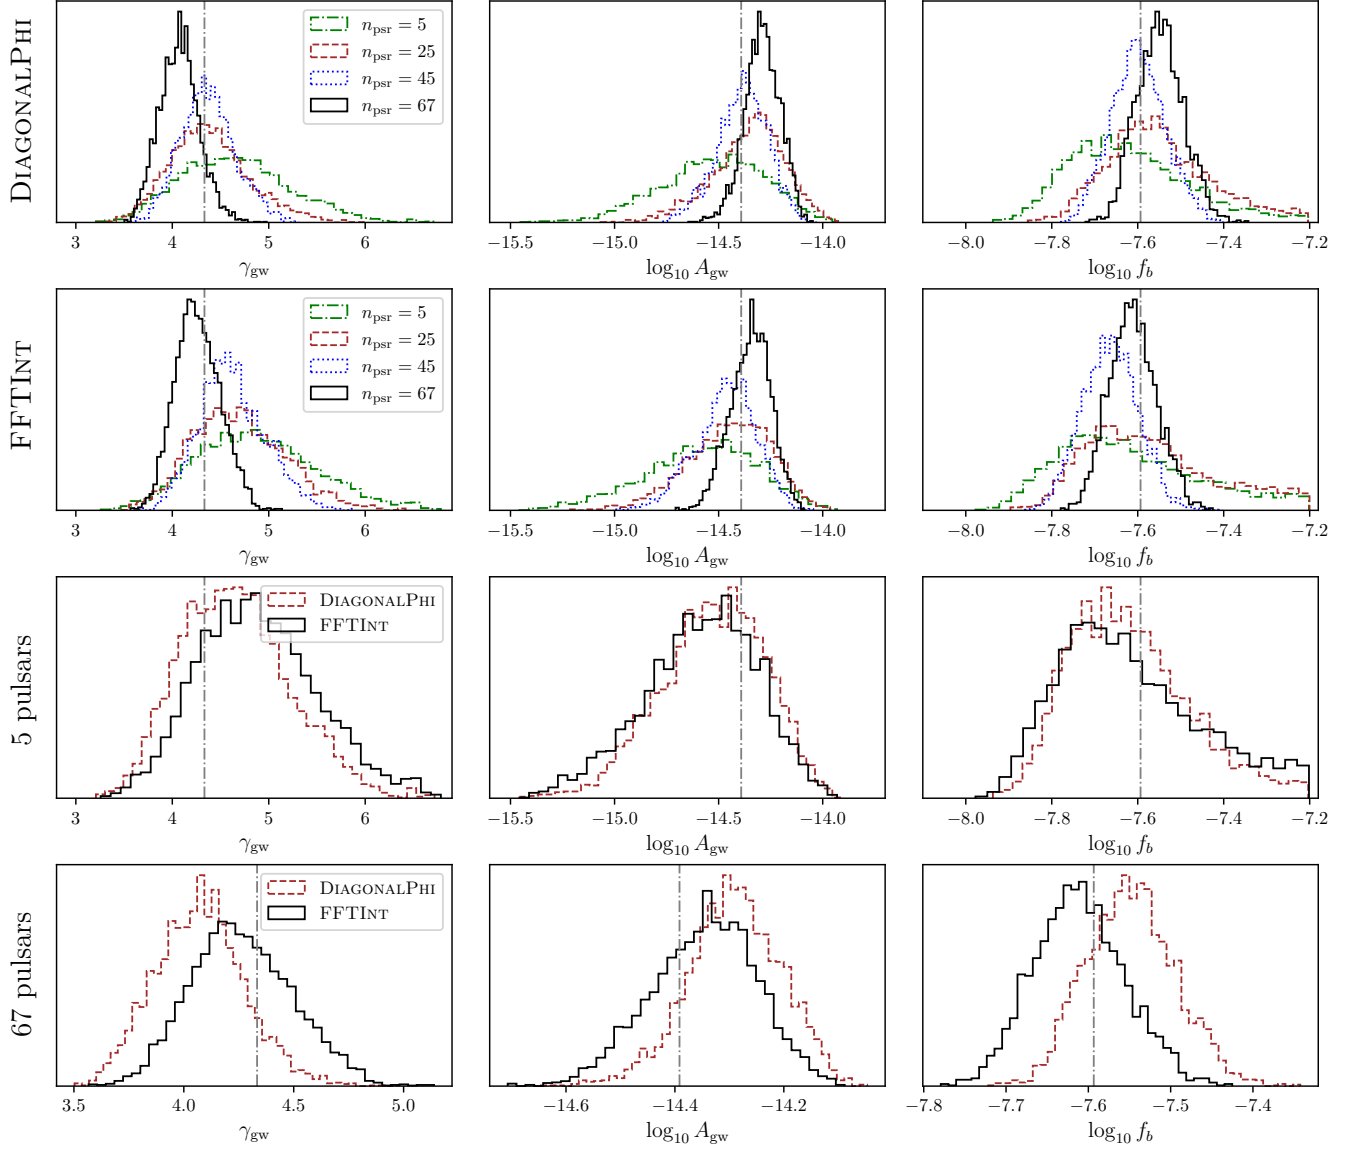 DIAGONALPHI
n_psr = 5
n_psr = 25
n_psr = 45
n_psr = 67
3 4 5 6
γ_gw
−15.5 −15.0 −14.5 −14.0
log₁₀ A_gw
−8.0 −7.8 −7.6 −7.4 −7.2
log₁₀ f_b
FFTINT
n_psr = 5
n_psr = 25
n_psr = 45
n_psr = 67
3 4 5 6
γ_gw
−15.5 −15.0 −14.5 −14.0
log₁₀ A_gw
−8.0 −7.8 −7.6 −7.4 −7.2
log₁₀ f_b
5 pulsars
DIAGONALPHI
FFTINT
3 4 5 6
γ_gw
−15.5 −15.0 −14.5 −14.0
log₁₀ A_gw
−8.0 −7.8 −7.6 −7.4 −7.2
log₁₀ f_b
67 pulsars
DIAGONALPHI
FFTINT
3.5 4.0 4.5 5.0
γ_gw
−14.6 −14.4 −14.2
log₁₀ A_gw
−7.8 −7.7 −7.6 −7.5 −7.4
log₁₀ f_b